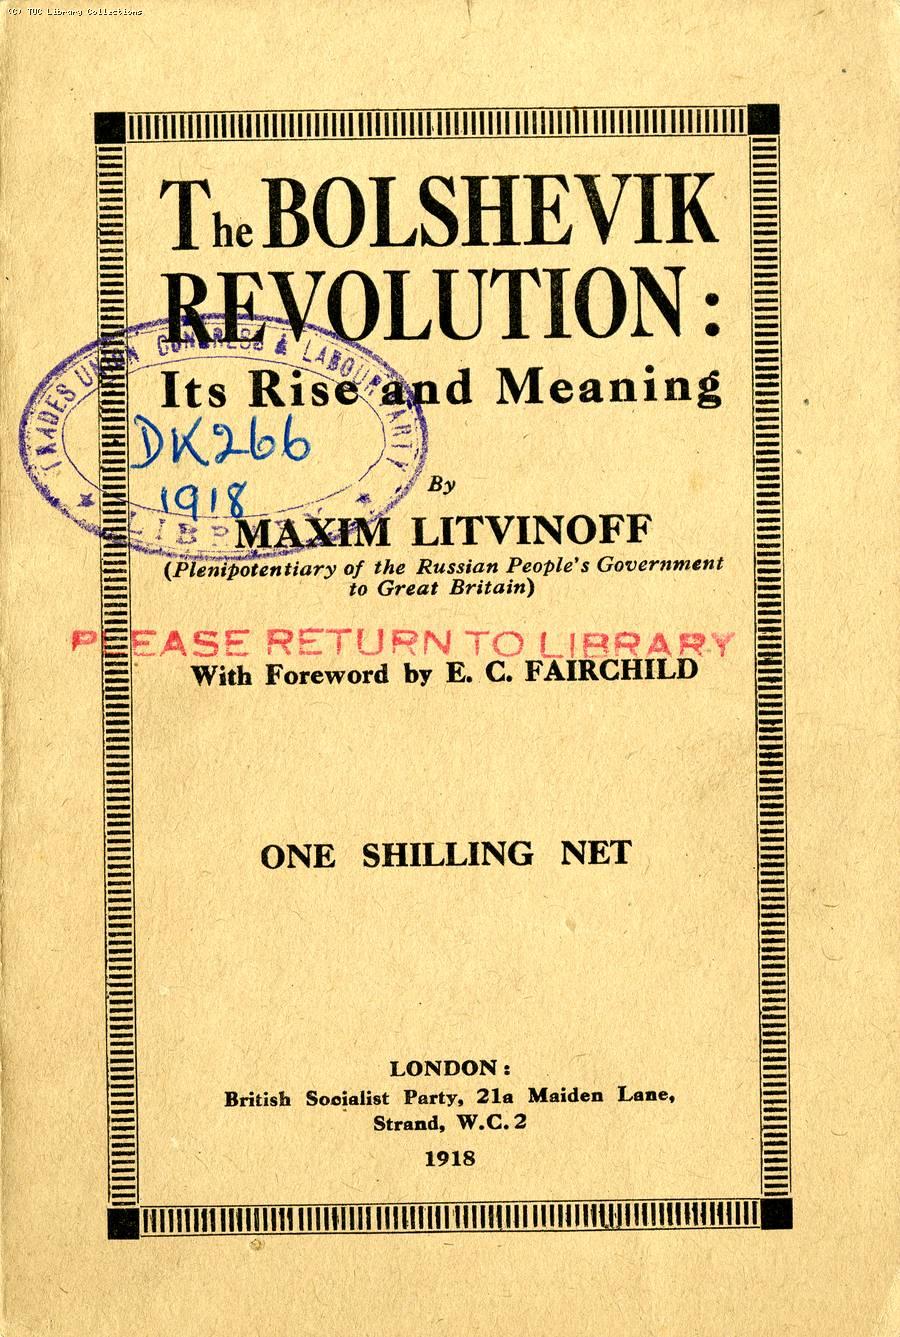 (C) TUC Library Collections
The BOLSHEVIK
REVOLUTION:
Its Rise and Meaning
TRADES UNION CONGRESS & LABOUR PARTY
LIBRARY
DK266
1918
By
MAXIM LITVINOFF
(Plenipotentiary of the Russian People's Government
to Great Britain)
PLEASE RETURN TO LIBRARY
With Foreword by E. C. FAIRCHILD
ONE SHILLING NET
LONDON:
British Socialist Party, 21a Maiden Lane,
Strand, W.C.2
1918